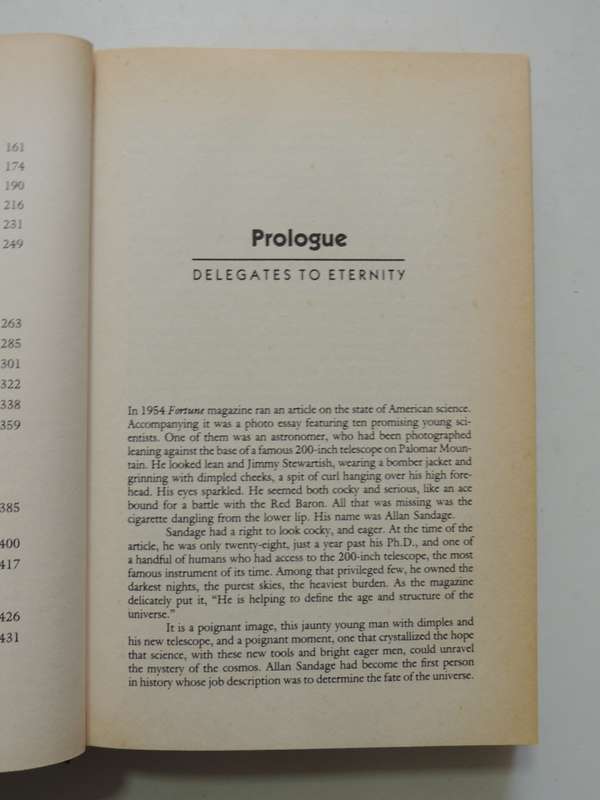 161
174
190
216
231
249
263
285
301
322
338
359
385
400
417
426
431
Prologue
DELEGATES TO ETERNITY
In 1954 Fortune magazine ran an article on the state of American science.
Accompanying it was a photo essay featuring ten promising young sci-
entists. One of them was an astronomer, who had been photographed
leaning against the base of a famous 200-inch telescope on Palomar Moun-
tain. He looked lean and Jimmy Stewartish, wearing a bomber jacket and
grinning with dimpled cheeks, a spit of curl hanging over his high fore-
head. His eyes sparkled. He seemed both cocky and serious, like an ace
bound for a battle with the Red Baron. All that was missing was the
cigarette dangling from the lower lip. His name was Allan Sandage.
Sandage had a right to look cocky, and eager. At the time of the
article, he was only twenty-eight, just a year past his Ph.D., and one of
a handful of humans who had access to the 200-inch telescope, the most
famous instrument of its time. Among that privileged few, he owned the
darkest nights, the purest skies, the heaviest burden. As the magazine
delicately put it, “He is helping to define the age and structure of the
universe.”
It is a poignant image, this jaunty young man with dimples and
his new telescope, and a poignant moment, one that crystallized the hope
that science, with these new tools and bright eager men, could unravel
the mystery of the cosmos. Allan Sandage had become the first person
in history whose job description was to determine the fate of the universe.